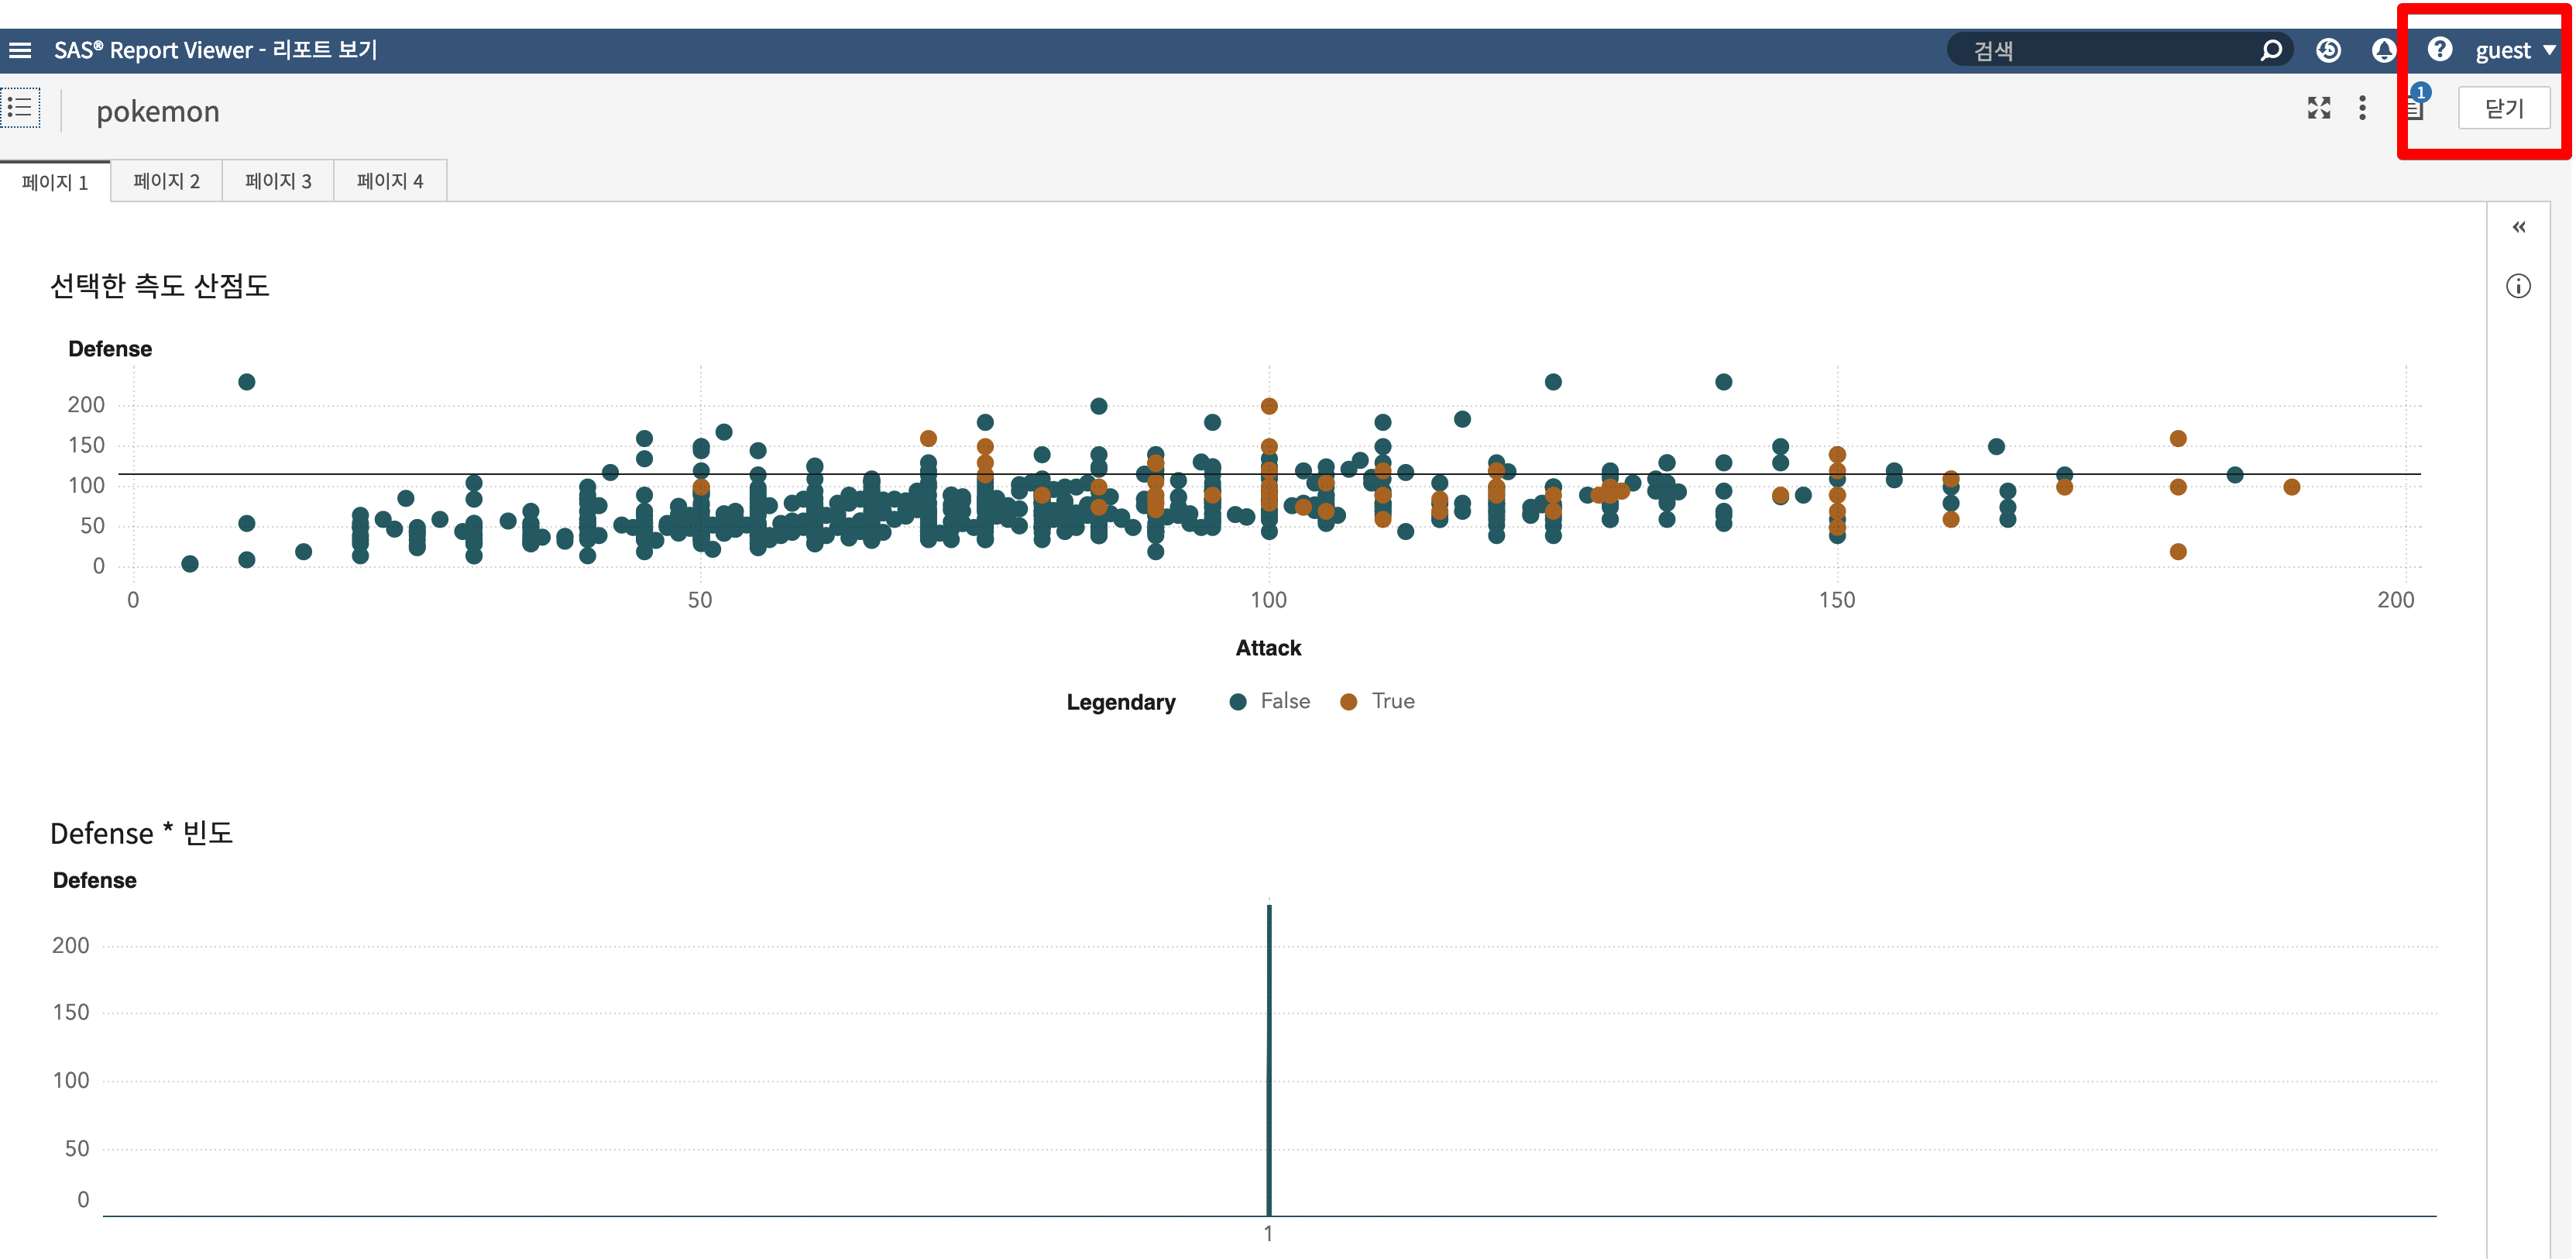 SAS® Report Viewer - 리포트 보기
검색
guest
pokemon
1
닫기
페이지 1
페이지 2
페이지 3
페이지 4
선택한 측도 산점도
Defense
200
150
100
50
0
0 50 100 150 200
Attack
Legendary False True
Defense * 빈도
Defense
200
150
100
50
0
1